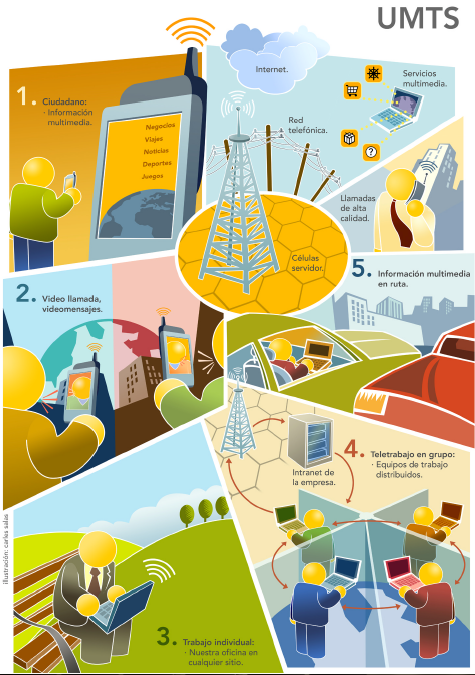 UMTS
Internet.
Servicios
multimedia.
1. Ciudadano:
· Información
multimedia.
Negocios
Viajes
Noticias
Deportes
Juegos
Red
telefónica.
?
Llamadas
de alta
calidad.
Células
servidor.
5. Información multimedia
en ruta.
2. Video llamada,
videomensajes.
4. Teletrabajo en grupo:
· Equipos de trabajo
distribuidos.
Intranet de
la empresa.
ilustración: carles salas
3. Trabajo individual:
· Nuestra oficina en
cualquier sitio.